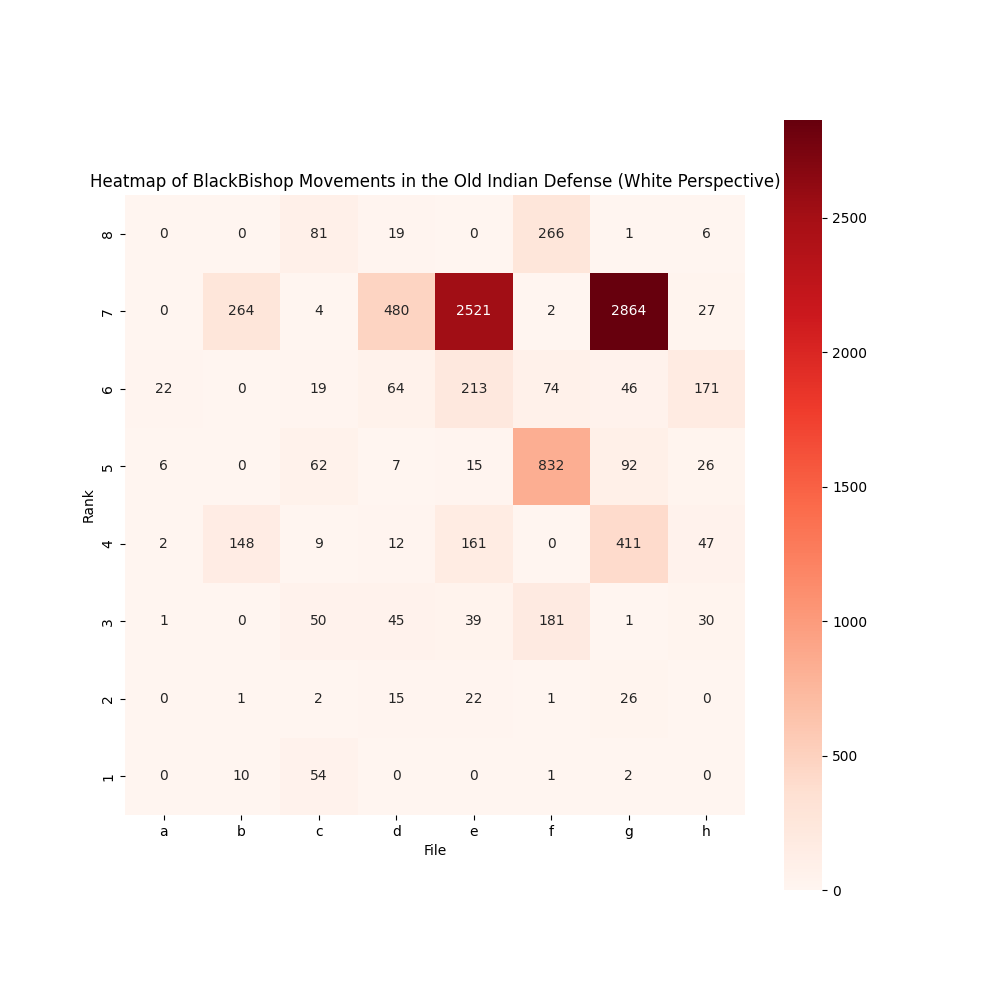 Heatmap of BlackBishop Movements in the Old Indian Defense (White Perspective)
8 0 0 81 19 0 266 1 6
7 0 264 4 480 2521 2 2864 27
6 22 0 19 64 213 74 46 171
5 6 0 62 7 15 832 92 26
4 2 148 9 12 161 0 411 47
3 1 0 50 45 39 181 1 30
2 0 1 2 15 22 1 26 0
1 0 10 54 0 0 1 2 0
Rank
a b c d e f g h
File
2500
2000
1500
1000
500
0